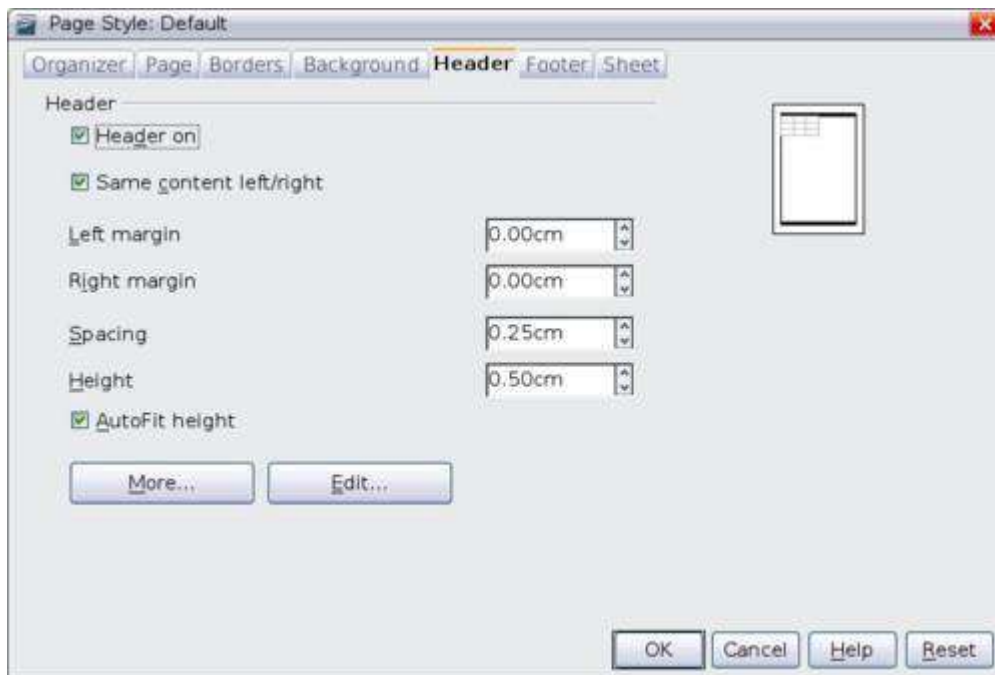 Page Style: Default
Organizer Page Borders Background Header Footer Sheet
Header
Header on
Same content left/right
Left margin 0.00cm
Right margin 0.00cm
Spacing 0.25cm
Height 0.50cm
AutoFit height
More... Edit...
OK Cancel Help Reset